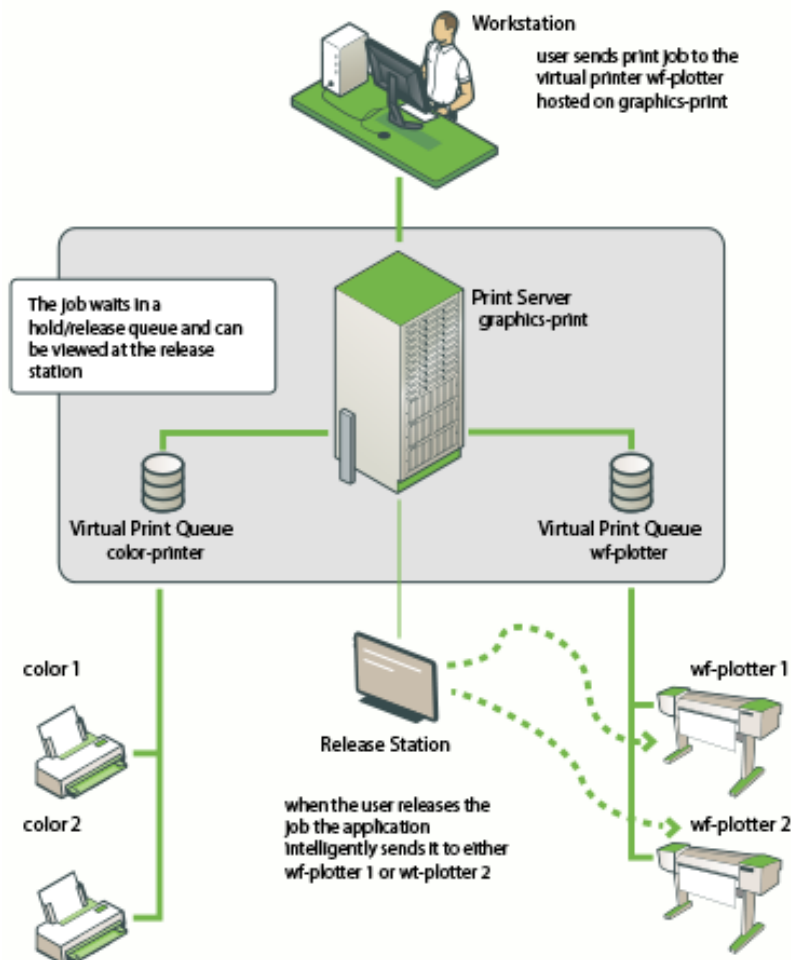 Workstation
user sends print job to the
virtual printer wf-plotter
hosted on graphics-print
The job waits in a
hold/release queue and can
be viewed at the release
station
Print Server
graphics-print
Virtual Print Queue
color-printer
Virtual Print Queue
wf-plotter
color 1
wf-plotter 1
Release Station
color 2
wf-plotter 2
when the user releases the
job the application
intelligently sends it to either
wf-plotter 1 or wt-plotter 2